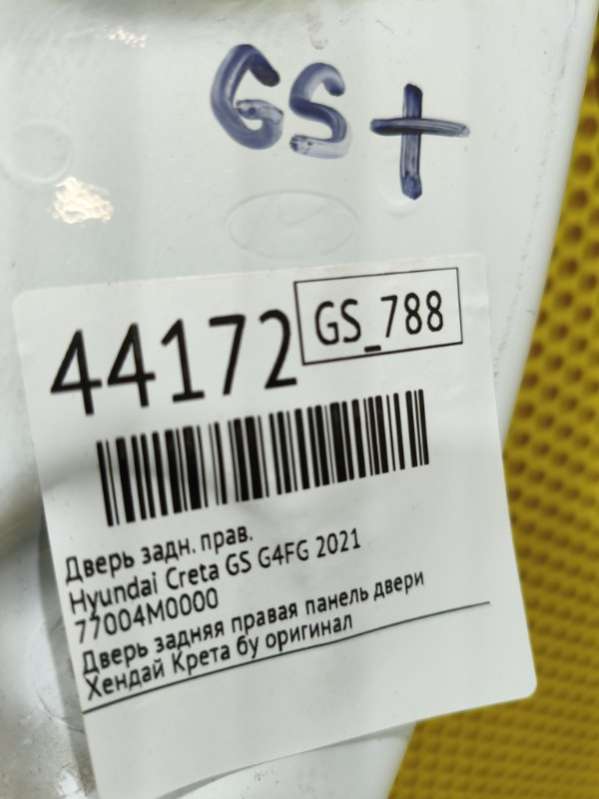 GS+
44172
GS_788
Дверь задн. прав.
Hyundai Creta GS G4FG 2021
77004M0000
Дверь задняя правая панель двери
Хендай Крета бу оригинал